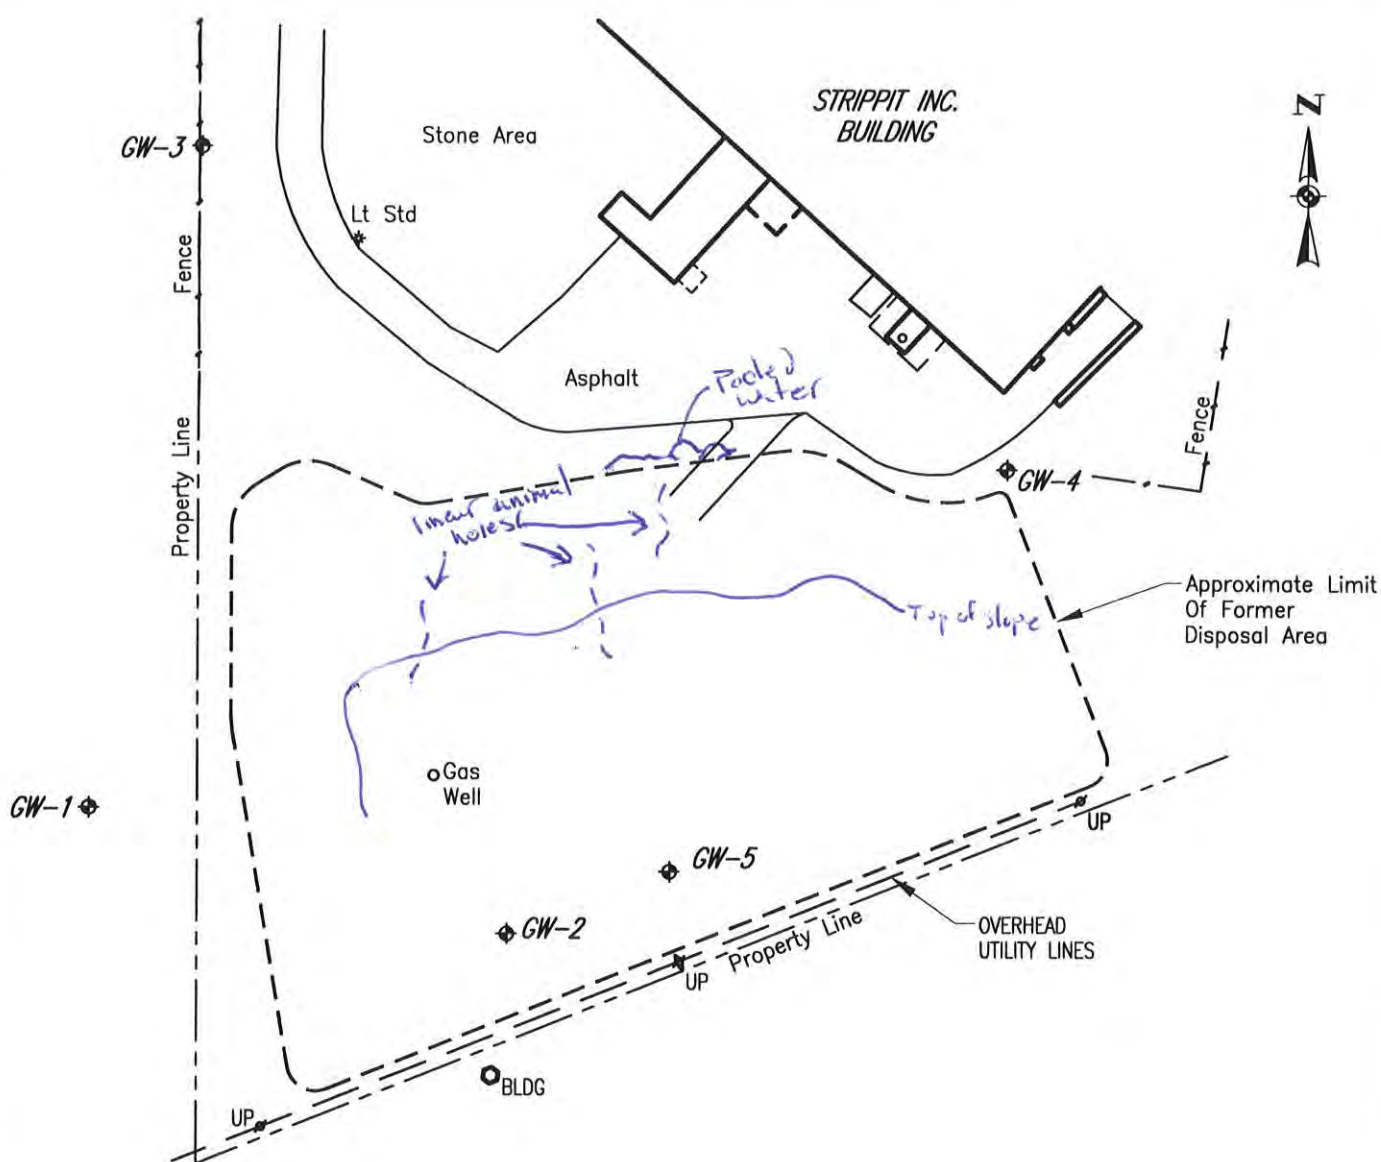 STRIPPIT INC.
BUILDING
N
Stone Area
GW-3
Lt Std
Fence
Asphalt
Pooled
water
Fence
Property Line
GW-4
linear animal
holes
Approximate Limit
Of Former
Disposal Area
Top of slope
Gas
Well
GW-1
UP
GW-5
GW-2
OVERHEAD
UTILITY LINES
Property Line
UP
BLDG
UP